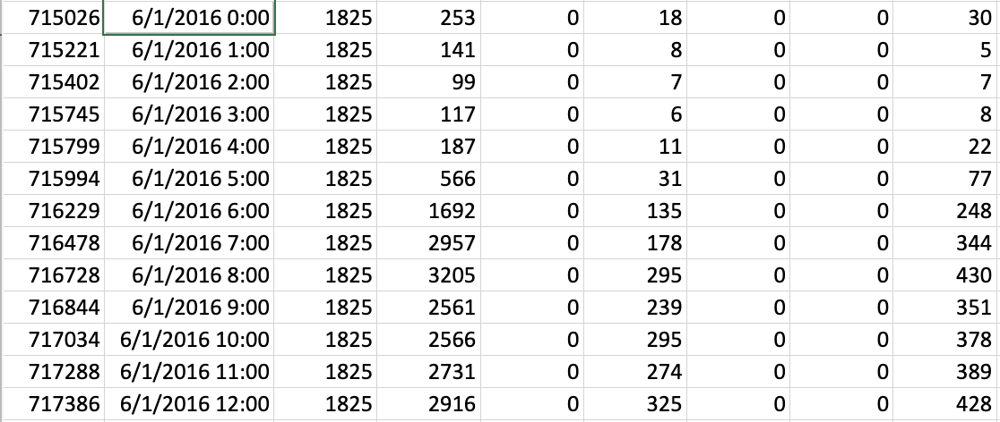 715026 6/1/2016 0:00 1825 253 0 18 0 0 30
715221 6/1/2016 1:00 1825 141 0 8 0 0 5
715402 6/1/2016 2:00 1825 99 0 7 0 0 7
715745 6/1/2016 3:00 1825 117 0 6 0 0 8
715799 6/1/2016 4:00 1825 187 0 11 0 0 22
715994 6/1/2016 5:00 1825 566 0 31 0 0 77
716229 6/1/2016 6:00 1825 1692 0 135 0 0 248
716478 6/1/2016 7:00 1825 2957 0 178 0 0 344
716728 6/1/2016 8:00 1825 3205 0 295 0 0 430
716844 6/1/2016 9:00 1825 2561 0 239 0 0 351
717034 6/1/2016 10:00 1825 2566 0 295 0 0 378
717288 6/1/2016 11:00 1825 2731 0 274 0 0 389
717386 6/1/2016 12:00 1825 2916 0 325 0 0 428